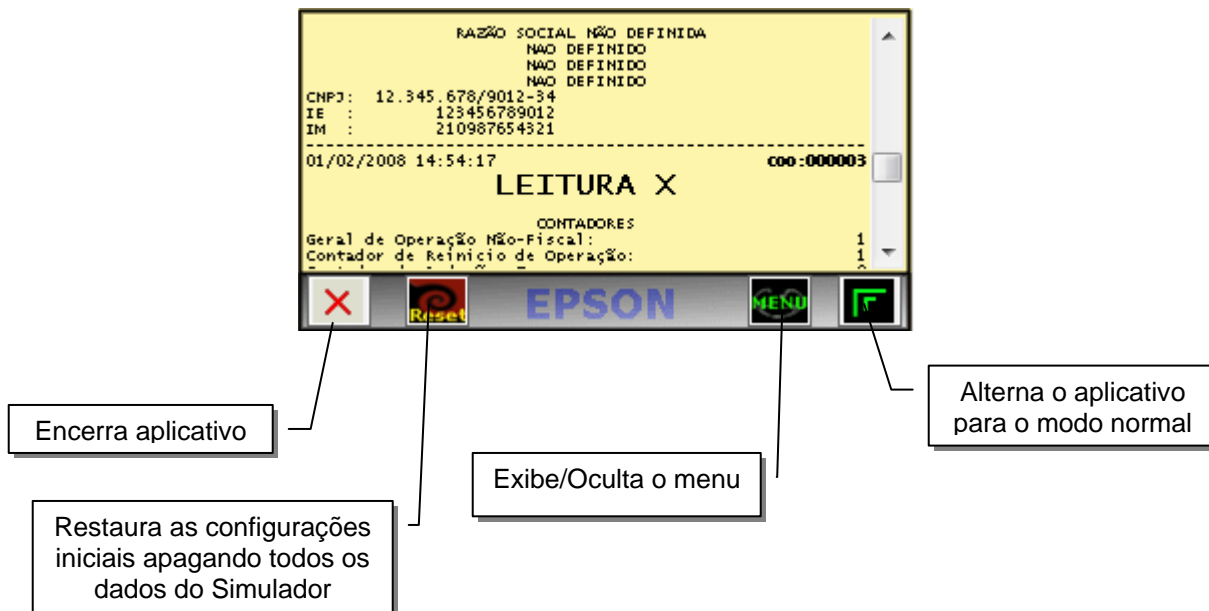 RAZÃO SOCIAL NÃO DEFINIDA
NAO DEFINIDO
NAO DEFINIDO
NAO DEFINIDO
CNPJ: 12.345.678/9012-34
IE : 123456789012
IM : 210987654321
01/02/2008 14:54:17 COO:000003
LEITURA X
CONTADORES
Geral de Operação Não-Fiscal: 1
Contador de Reinicio de Operação: 1
Reset EPSON MENU
Encerra aplicativo
Restaura as configurações
iniciais apagando todos os
dados do Simulador
Exibe/Oculta o menu
Alterna o aplicativo
para o modo normal